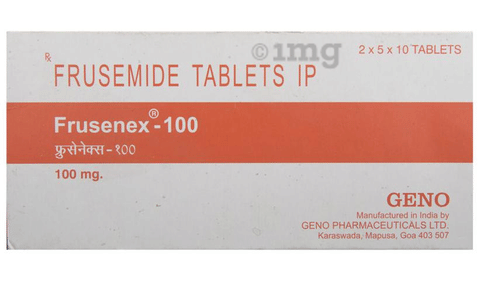 1mg
2 x 5 x 10 TABLETS
℞
FRUSEMIDE TABLETS IP
Frusenex®-100
फ्रुसेनेक्स-१००
100 mg.
GENO
Manufactured in India by
GENO PHARMACEUTICALS LTD.
Karaswada, Mapusa, Goa 403 507